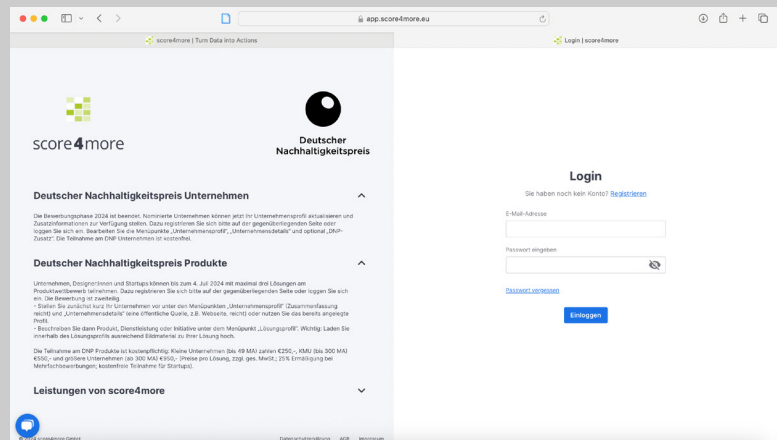 app.score4more.eu
score4more | Turn Data into Actions
Login | score4more
score4more
Deutscher
Nachhaltigkeitspreis
Deutscher Nachhaltigkeitspreis Unternehmen
Die Bewerbungsphase 2024 ist beendet. Nominierte Unternehmen können jetzt ihr Unternehmensprofil aktualisieren und
Zusatzinformationen zur Verfügung stellen. Dazu registrieren Sie sich bitte auf der gegenüberliegenden Seite oder
loggen Sie sich ein. Bearbeiten Sie die Menüpunkte „Unternehmensprofil“, „Unternehmensdetails“ und optional „DNP-
Zusatz“. Die Teilnahme am DNP Unternehmen ist kostenfrei.
Deutscher Nachhaltigkeitspreis Produkte
Unternehmen, Designer:innen und Startups können bis zum 4. Juli 2024 mit maximal drei Lösungen am
Produktwettbewerb teilnehmen. Dazu registrieren Sie sich bitte auf der gegenüberliegenden Seite oder loggen Sie sich
ein. Die Bewerbung ist zweiteilig.
- Stellen Sie zunächst kurz Ihr Unternehmen vor unter den Menüpunkten „Unternehmensprofil“ (Zusammenfassung
reicht) und „Unternehmensdetails“ (eine öffentliche Quelle, z.B. Webseite, reicht) oder nutzen Sie das bereits angelegte
Profil.
- Beschreiben Sie dann Produkt, Dienstleistung oder Initiative unter dem Menüpunkt „Lösungsprofil“. Wichtig: Laden Sie
innerhalb des Lösungsprofils ausreichend Bildmaterial zu Ihrer Lösung hoch.
Die Teilnahme am DNP Produkte ist kostenpflichtig: Kleine Unternehmen (bis 49 MA) zahlen €250,-, KMU (bis 300 MA)
€550,- und größere Unternehmen (ab 300 MA) €950,- (Preise pro Lösung, zzgl. ges. MwSt.; 25% Ermäßigung bei
Mehrfachbewerbungen; kostenfreie Teilnahme für Startups).
Leistungen von score4more
© 2024 score4more GmbH
Datenschutzerklärung AGB Impressum
Login
Sie haben noch kein Konto? Registrieren
E-Mail-Adresse
Passwort eingeben
Passwort vergessen
Einloggen